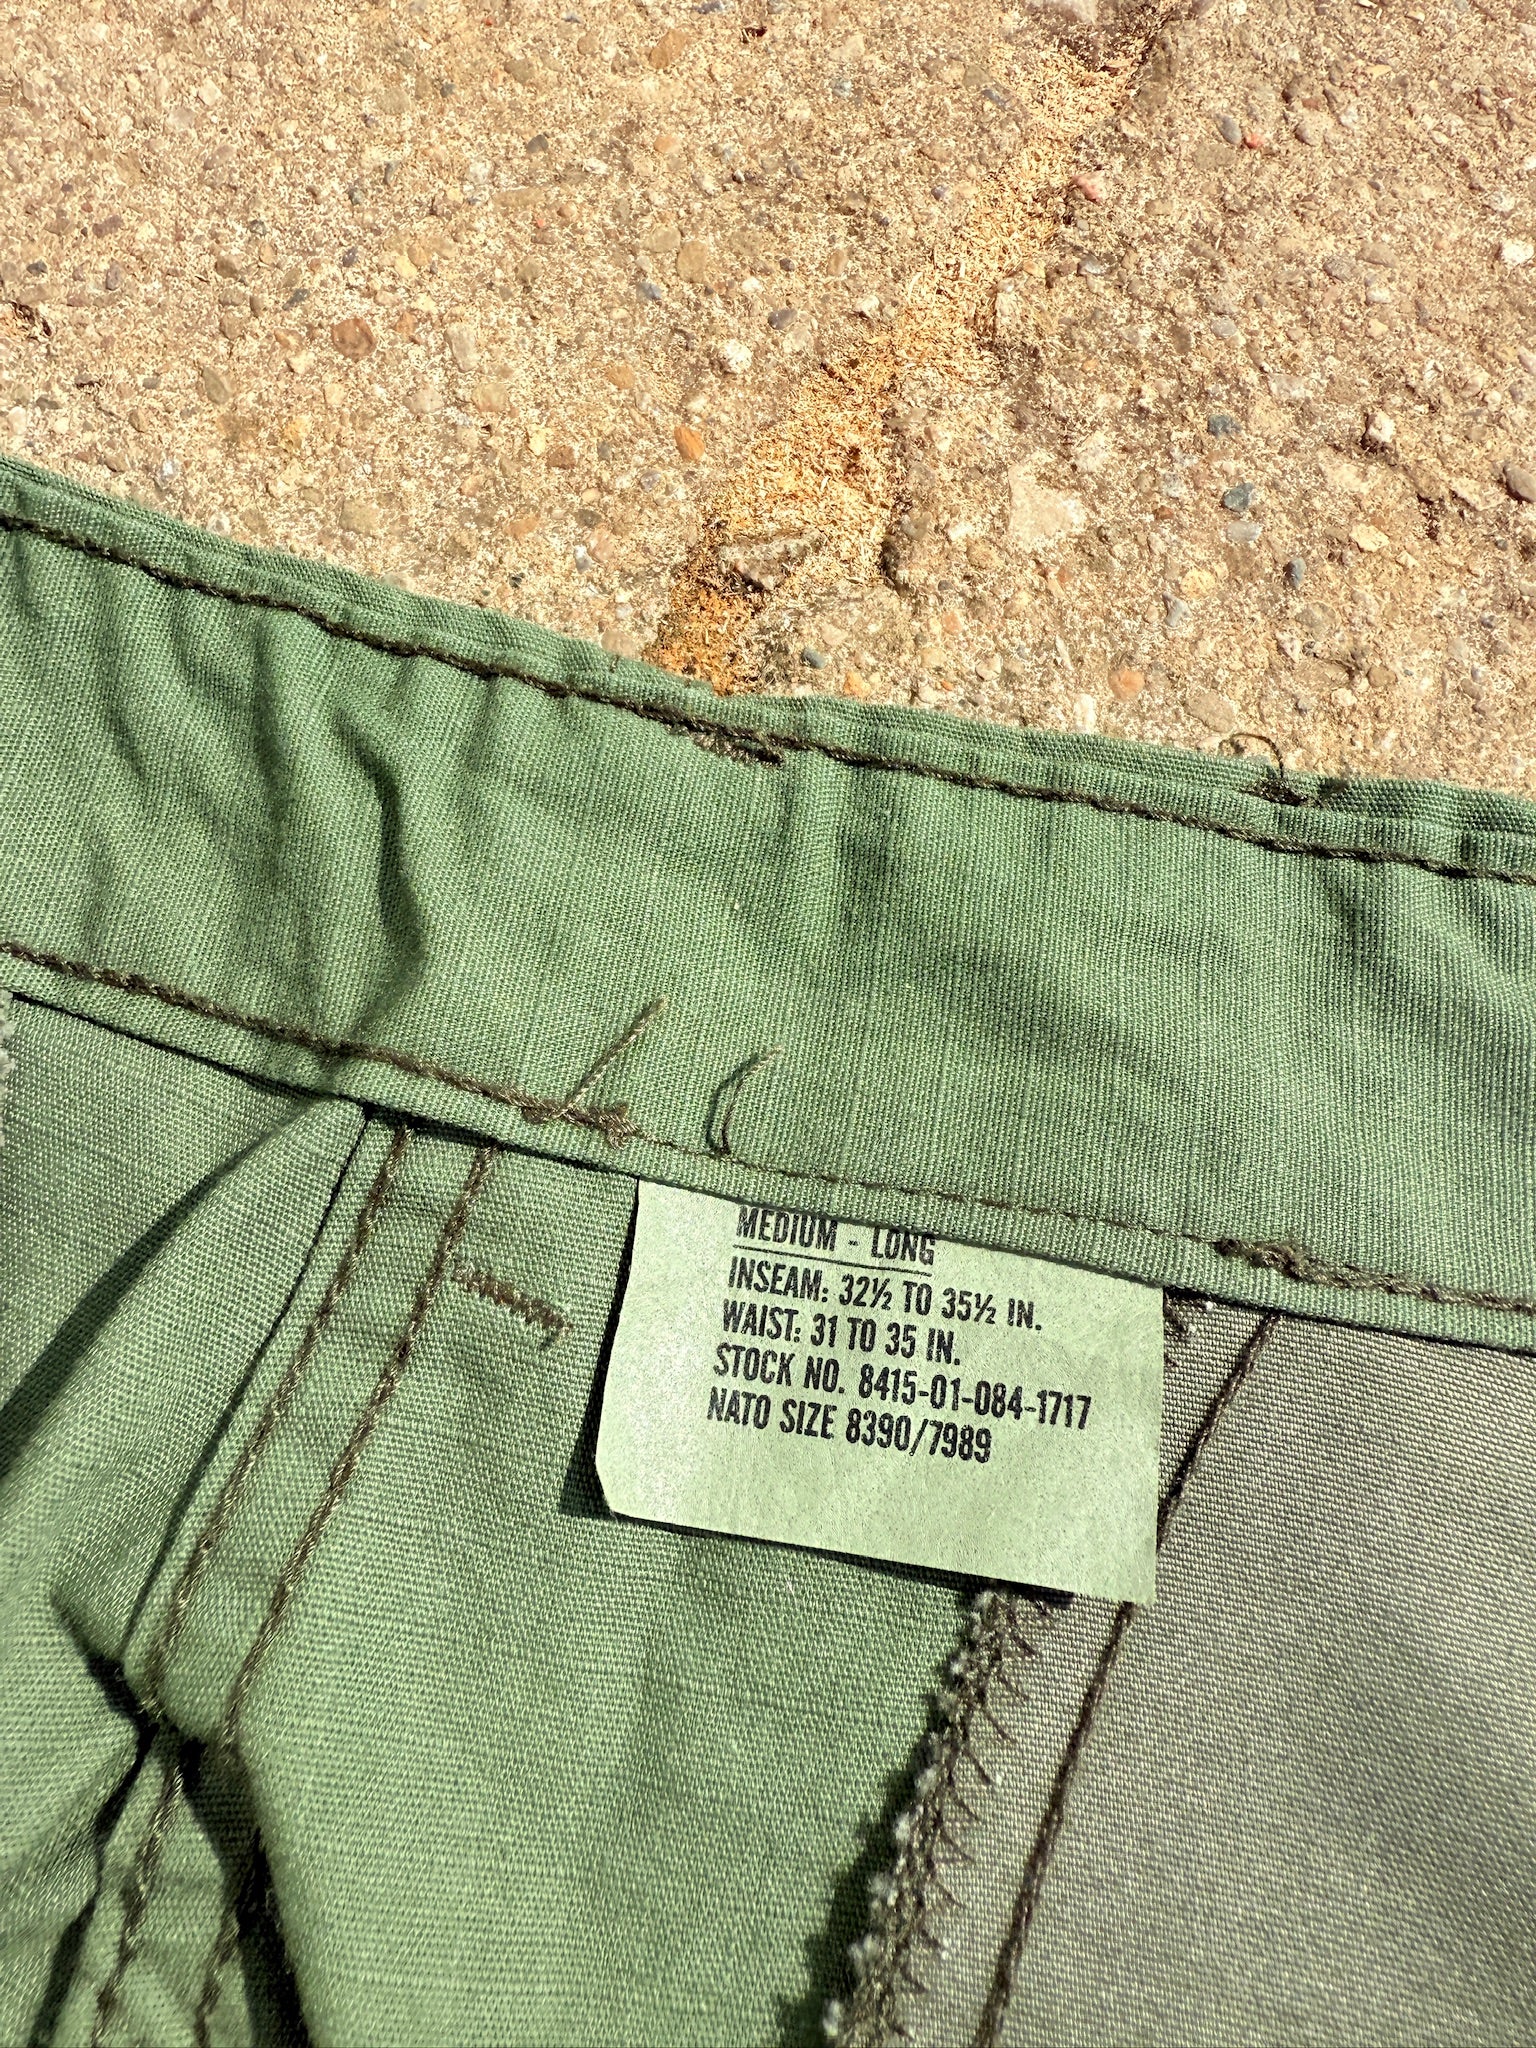 MEDIUM - LONG
INSEAM: 32½ TO 35½ IN.
WAIST: 31 TO 35 IN.
STOCK NO. 8415-01-084-1717
NATO SIZE 8390/7989